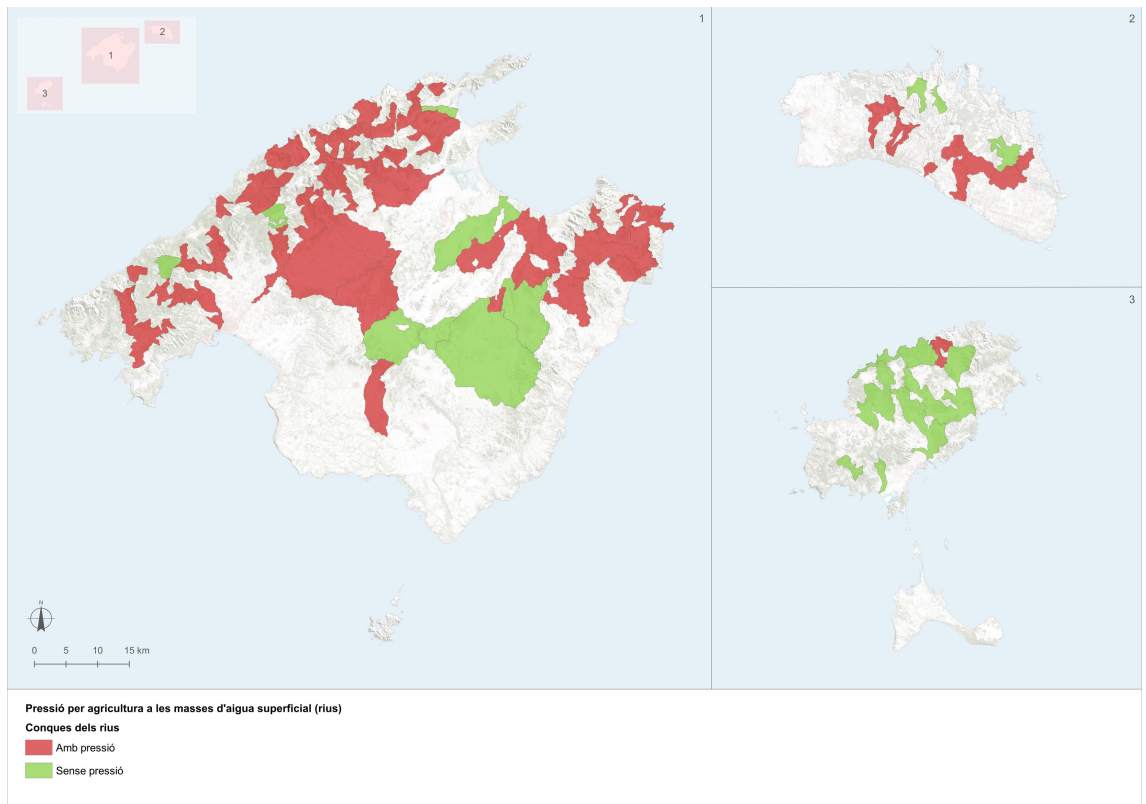 1
2
3
1
2
3
N
0 5 10 15 km
Pressió per agricultura a les masses d'aigua superficial (rius)
Conques dels rius
Amb pressió
Sense pressió